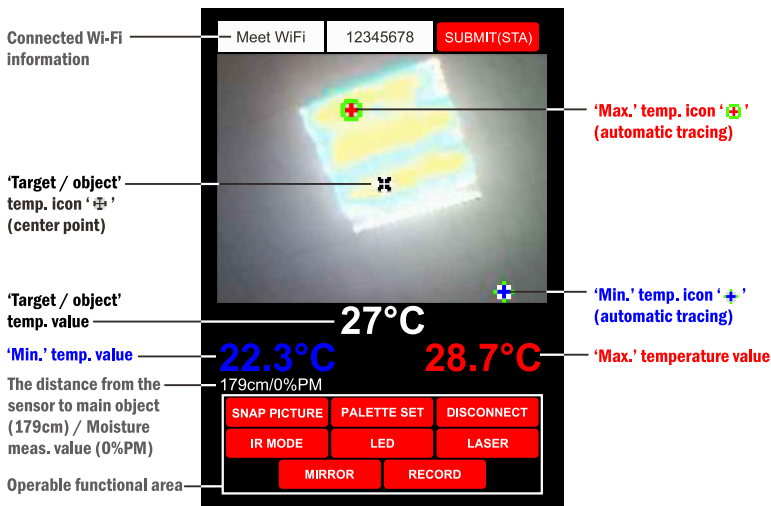 Connected Wi-Fi
information
Meet WiFi
12345678
SUBMIT(STA)
'Max.' temp. icon ' '
(automatic tracing)
'Target / object'
temp. icon ' '
(center point)
'Min.' temp. icon ' '
(automatic tracing)
'Target / object'
temp. value
27°C
'Min.' temp. value
22.3°C
28.7°C
'Max.' temperature value
The distance from the
sensor to main object
(179cm) / Moisture
meas. value (0%PM)
179cm/0%PM
SNAP PICTURE
PALETTE SET
DISCONNECT
IR MODE
LED
LASER
MIRROR
RECORD
Operable functional area